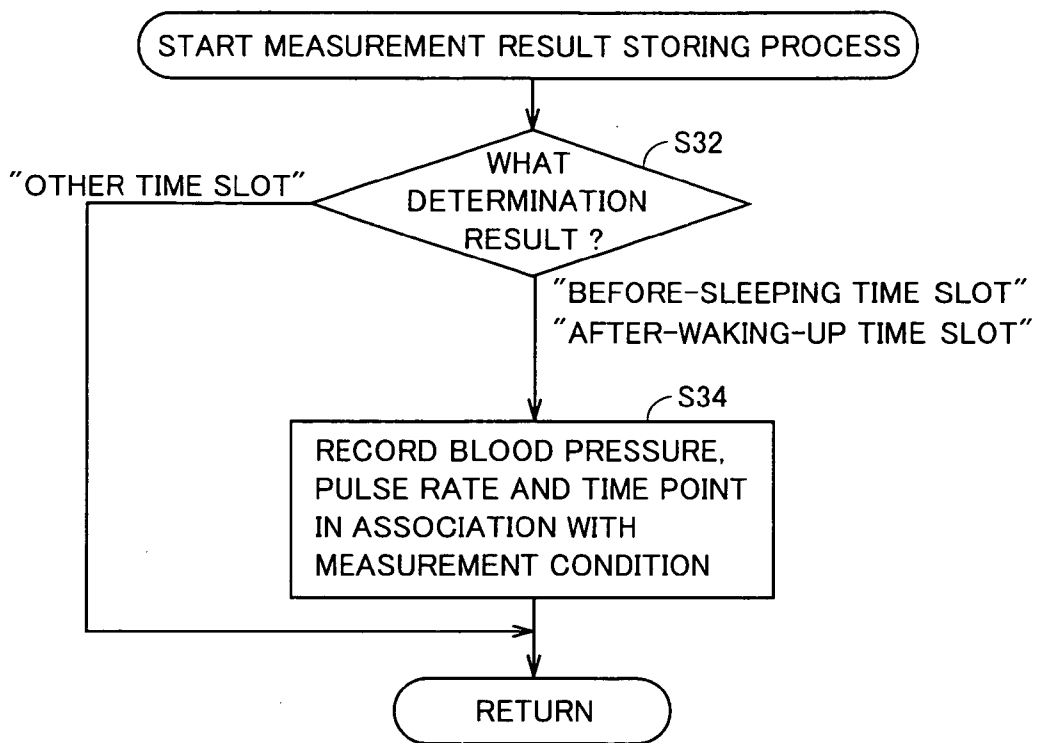 START MEASUREMENT RESULT STORING PROCESS
S32
WHAT
DETERMINATION
RESULT ?
"OTHER TIME SLOT"
"BEFORE-SLEEPING TIME SLOT"
"AFTER-WAKING-UP TIME SLOT"
S34
RECORD BLOOD PRESSURE,
PULSE RATE AND TIME POINT
IN ASSOCIATION WITH
MEASUREMENT CONDITION
RETURN